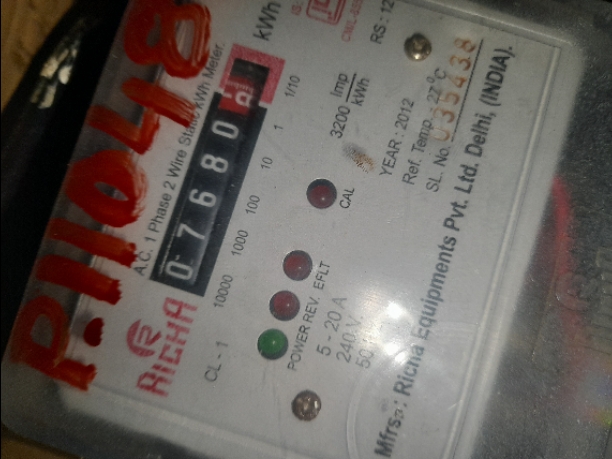 P.11048
A.C. 1 Phase 2 Wire Static kWh Meter.
kWh
0 7 6 8 0
10000 1000 100 10 1 1/10
RICHA
CL - 1
3200 Imp/kWh
CAL
POWER REV. EFLT
5 - 20 A
240 V
50
RS : 12
YEAR : 2012
Ref. Temp. 27°C
SL. No. 035438
Mfrs.: Richa Equipments Pvt. Ltd. Delhi, (INDIA).